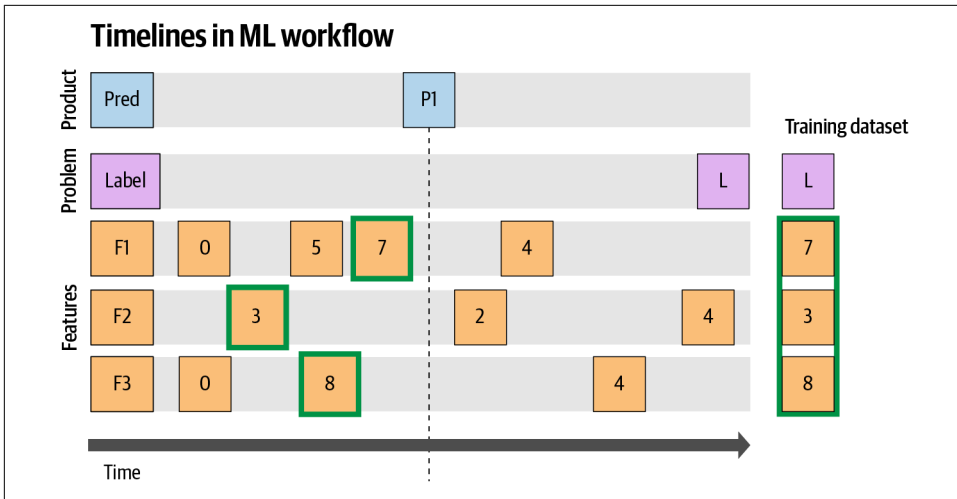 Timelines in ML workflow
Product
Pred
P1
Training dataset
Problem
Label
L
L
Features
F1
0
5
7
4
7
F2
3
2
4
3
F3
0
8
4
8
Time